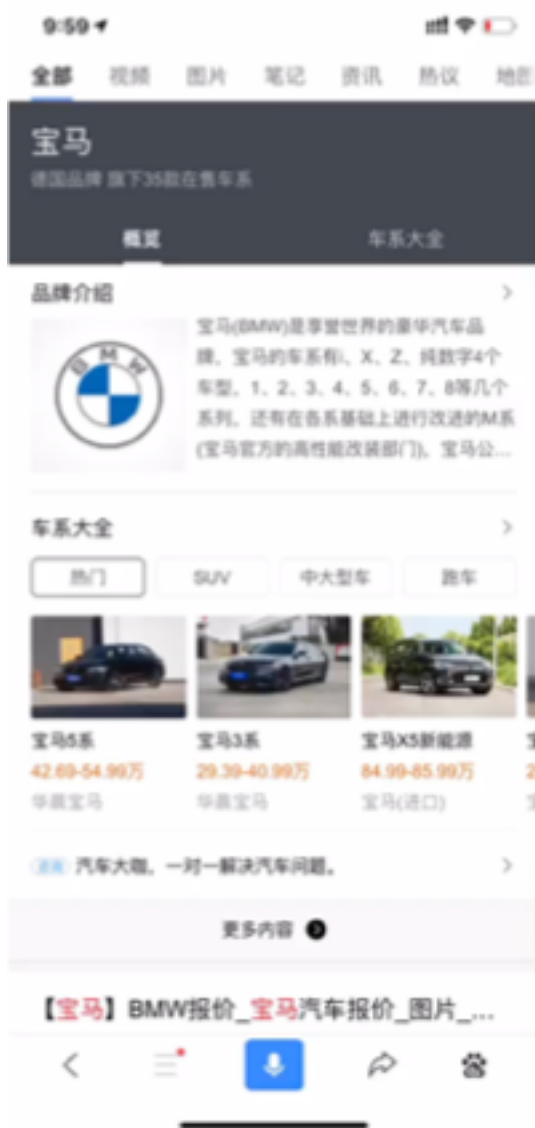 9:59
全部 视频 图片 笔记 资讯 热议 地图
宝马
德国品牌 旗下35款在售车系
概览 车系大全
品牌介绍
BMW
宝马(BMW)是享誉世界的豪华汽车品
牌，宝马的车系有i、X、Z、纯数字4个
车型，1、2、3、4、5、6、7、8等几个
系列，还有在各系基础上进行改进的M系
(宝马官方的高性能改装部门)。宝马公...
车系大全
热门 SUV 中大型车 跑车
宝马5系 宝马3系 宝马X5新能源
42.69-54.99万 29.39-40.99万 84.99-85.99万
华晨宝马 华晨宝马 宝马(进口)
汽车大咖，一对一解决汽车问题。
更多内容
【宝马】BMW报价_宝马汽车报价_图片_...